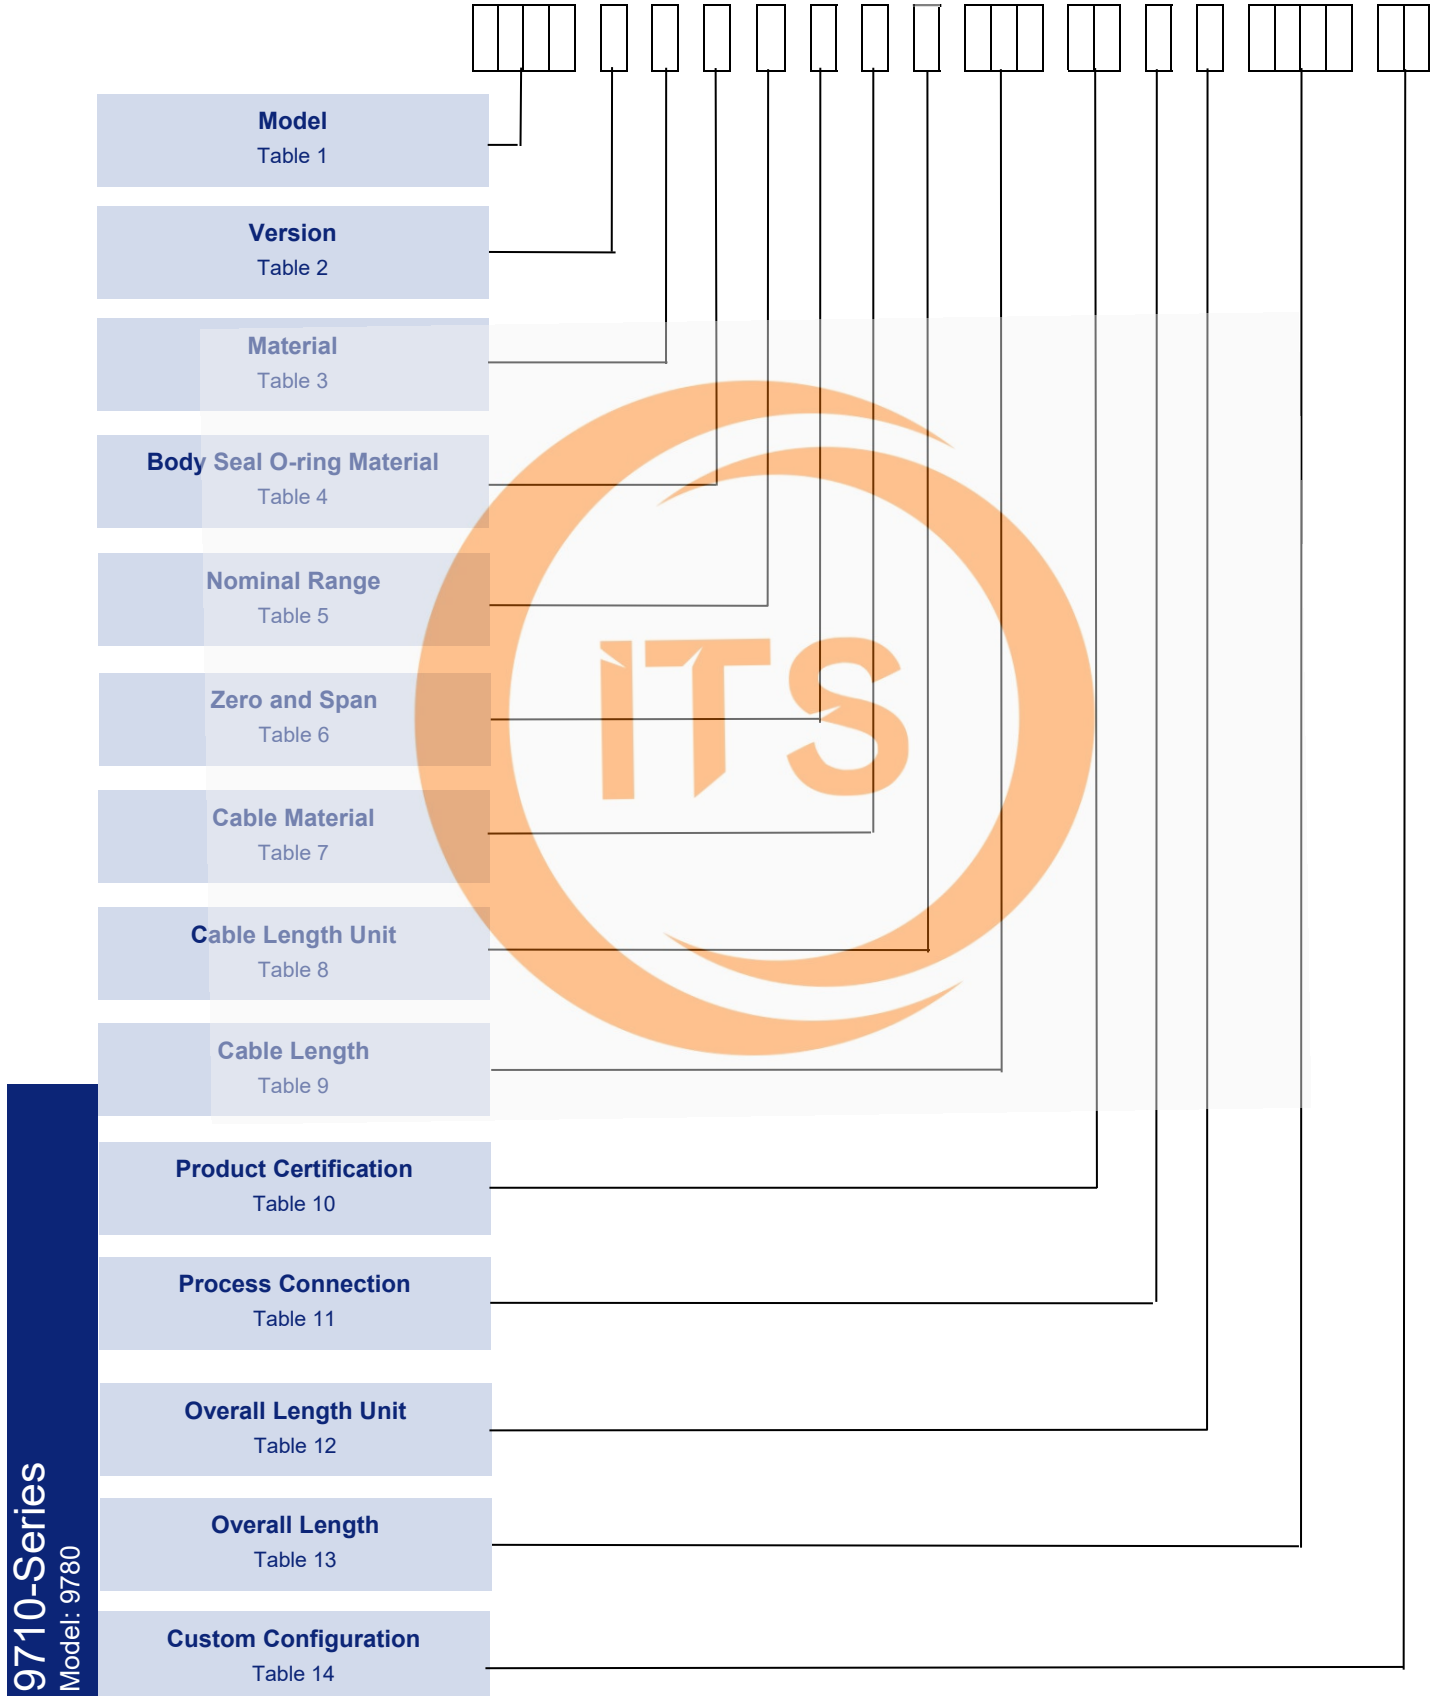 Model
Table 1
Version
Table 2
Material
Table 3
Body Seal O-ring Material
Table 4
Nominal Range
Table 5
Zero and Span
Table 6
Cable Material
Table 7
Cable Length Unit
Table 8
Cable Length
Table 9
Product Certification
Table 10
Process Connection
Table 11
Overall Length Unit
Table 12
Overall Length
Table 13
Custom Configuration
Table 14
9710-Series
Model: 9780
ITS